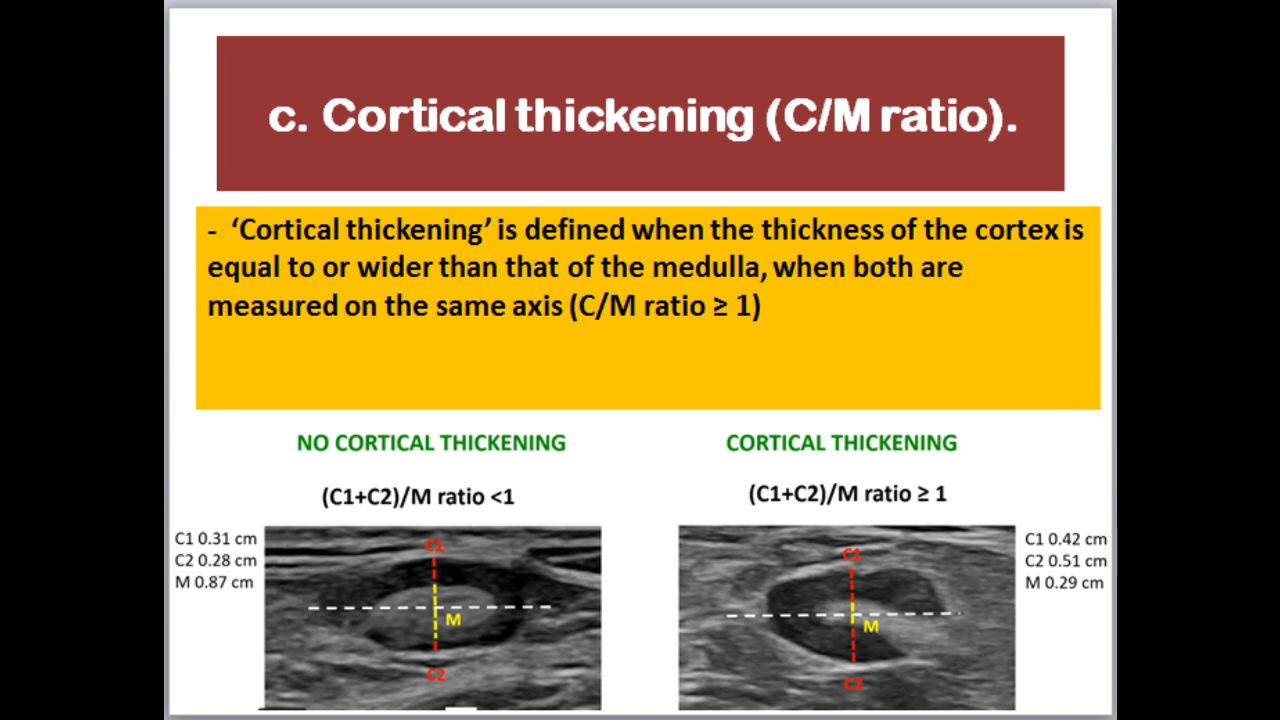 c. Cortical thickening (C/M ratio).
- ‘Cortical thickening’ is defined when the thickness of the cortex is
equal to or wider than that of the medulla, when both are
measured on the same axis (C/M ratio ≥ 1)
NO CORTICAL THICKENING
(C1+C2)/M ratio <1
C1 0.31 cm
C2 0.28 cm
M 0.87 cm
C1
M
C2
CORTICAL THICKENING
(C1+C2)/M ratio ≥ 1
C1
M
C2
C1 0.42 cm
C2 0.51 cm
M 0.29 cm